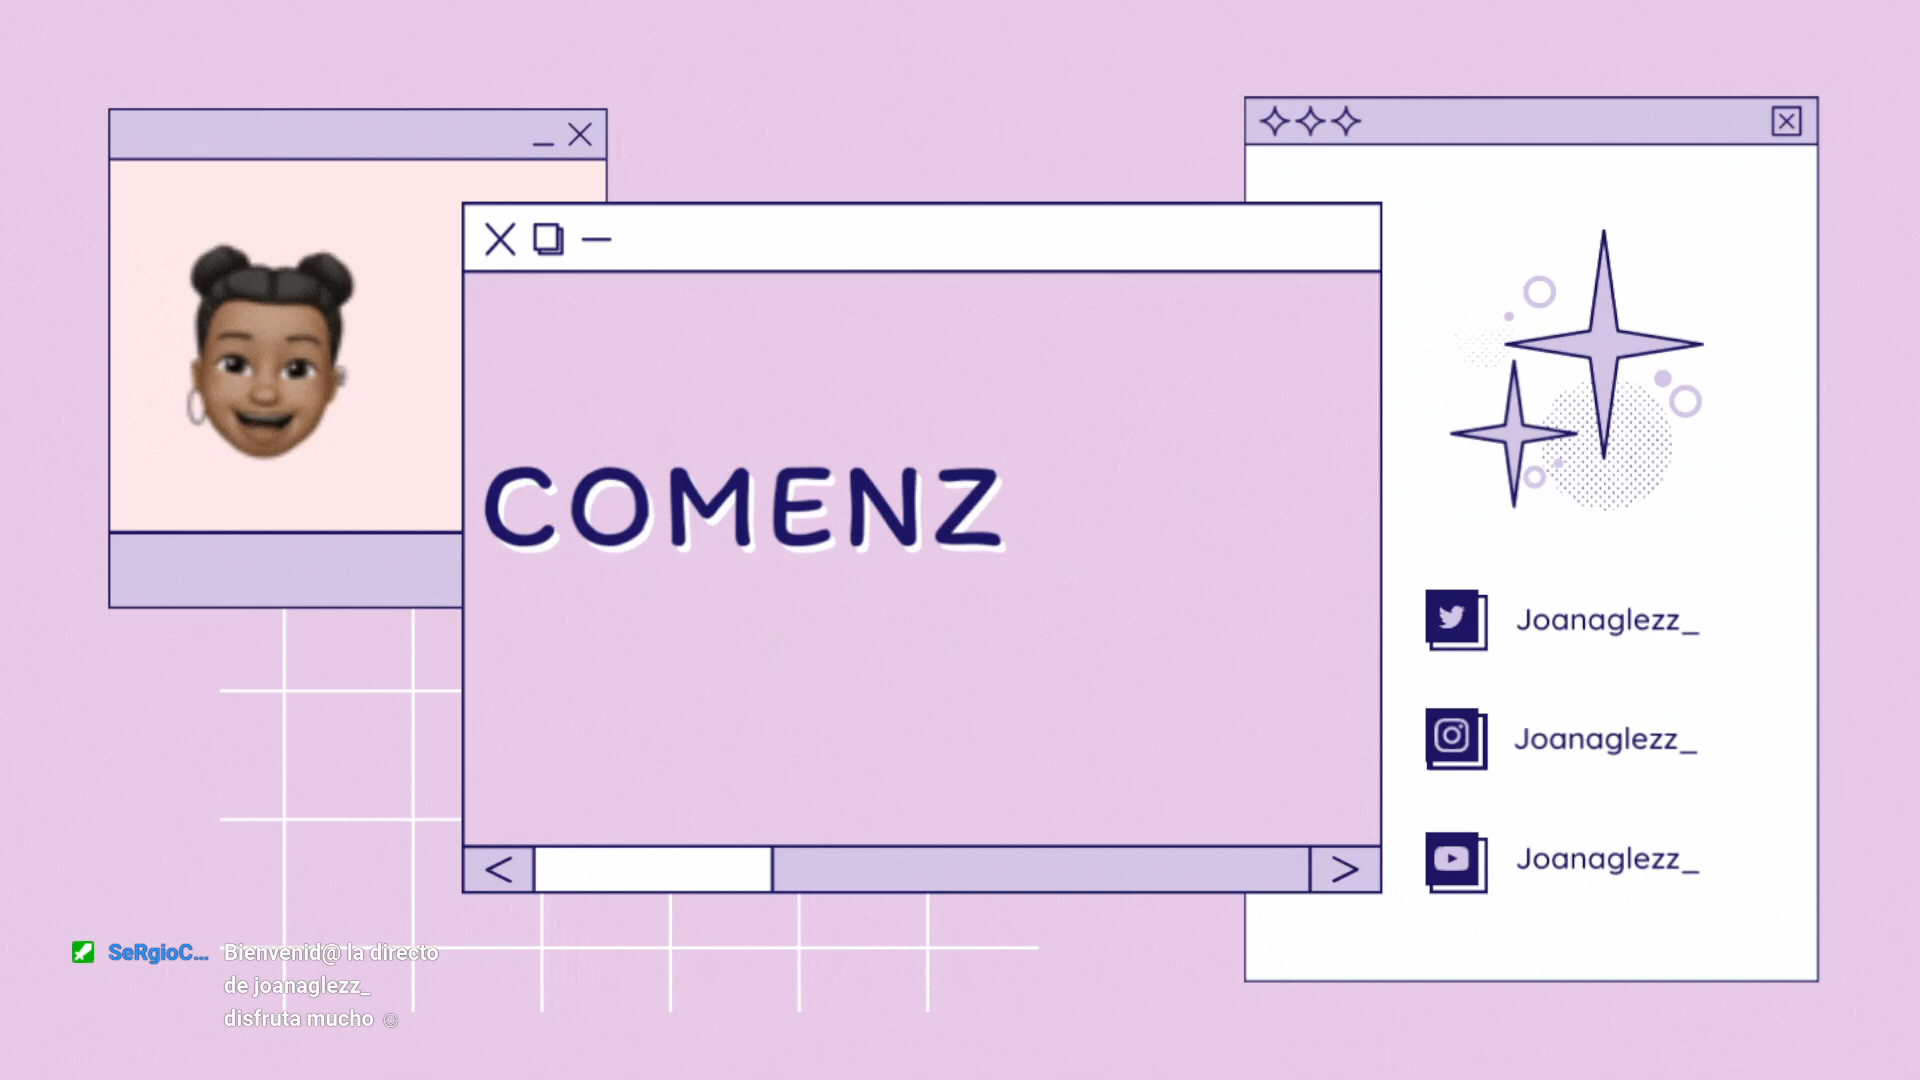 COMENZ
Joanaglezz_
Joanaglezz_
Joanaglezz_
SeRgioC... Bienvenid@ la directo
de joanaglezz_
disfruta mucho ☺